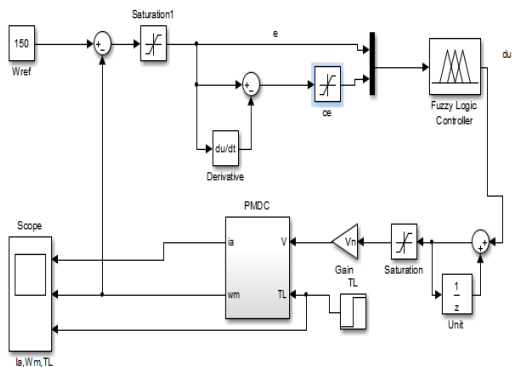 Saturation1
150
Wref
e
du/dt
Derivative
ce
Fuzzy Logic
Controller
du
Scope
Ia,Wm,TL
PMDC
ia
wm
V
TL
Vn
Gain
TL
Saturation
1
z
Unit